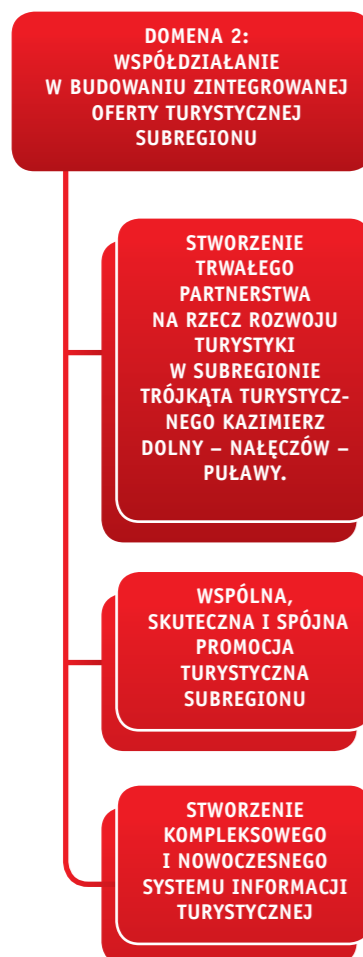 DOMENA 2:
WSPÓŁDZIAŁANIE
W BUDOWANIU ZINTEGROWANEJ
OFERTY TURYSTYCZNEJ
SUBREGIONU
STWORZENIE
TRWAŁEGO
PARTNERSTWA
NA RZECZ ROZWOJU
TURYSTYKI
W SUBREGIONIE
TRÓJKĄTA TURYSTYCZ-
NEGO KAZIMIERZ
DOLNY – NAŁĘCZÓW –
PUŁAWY.
WSPÓLNA,
SKUTECZNA I SPÓJNA
PROMOCJA
TURYSTYCZNA
SUBREGIONU
STWORZENIE
KOMPLEKSOWEGO
I NOWOCZESNEGO
SYSTEMU INFORMACJI
TURYSTYCZNEJ